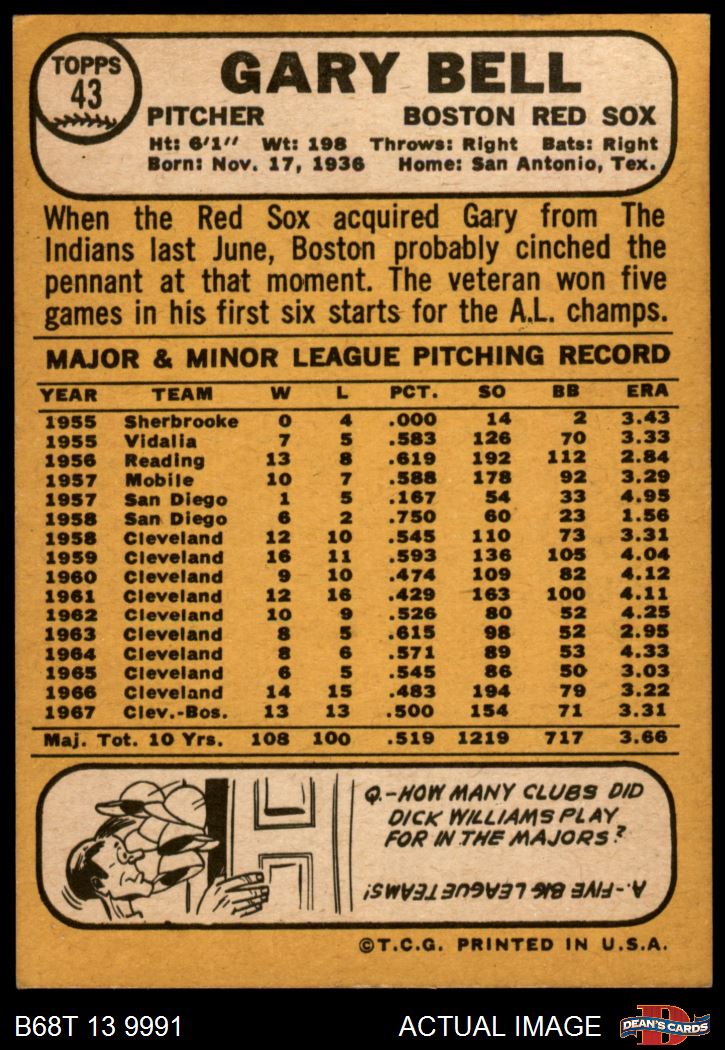 TOPPS
43
GARY BELL
PITCHER BOSTON RED SOX
Ht: 6'1" Wt: 198 Throws: Right Bats: Right
Born: Nov. 17, 1936 Home: San Antonio, Tex.
When the Red Sox acquired Gary from The
Indians last June, Boston probably cinched the
pennant at that moment. The veteran won five
games in his first six starts for the A.L. champs.
MAJOR & MINOR LEAGUE PITCHING RECORD
YEAR TEAM W L PCT. SO BB ERA
1955 Sherbrooke 0 4 .000 14 2 3.43
1955 Vidalia 7 5 .583 126 70 3.33
1956 Reading 13 8 .619 192 112 2.84
1957 Mobile 10 7 .588 178 92 3.29
1957 San Diego 1 5 .167 54 33 4.95
1958 San Diego 6 2 .750 60 23 1.56
1958 Cleveland 12 10 .545 110 73 3.31
1959 Cleveland 16 11 .593 136 105 4.04
1960 Cleveland 9 10 .474 109 82 4.12
1961 Cleveland 12 16 .429 163 100 4.11
1962 Cleveland 10 9 .526 80 52 4.25
1963 Cleveland 8 5 .615 98 52 2.95
1964 Cleveland 8 6 .571 89 53 4.33
1965 Cleveland 6 5 .545 86 50 3.03
1966 Cleveland 14 15 .483 194 79 3.22
1967 Clev.-Bos. 13 13 .500 154 71 3.31
Maj. Tot. 10 Yrs. 108 100 .519 1219 717 3.66
Q.-HOW MANY CLUBS DID
DICK WILLIAMS PLAY
FOR IN THE MAJORS?
A.-FIVE BIG LEAGUE TEAMS!
©T.C.G. PRINTED IN U.S.A.
B68T 13 9991 ACTUAL IMAGE
D
DEAN'S CARDS